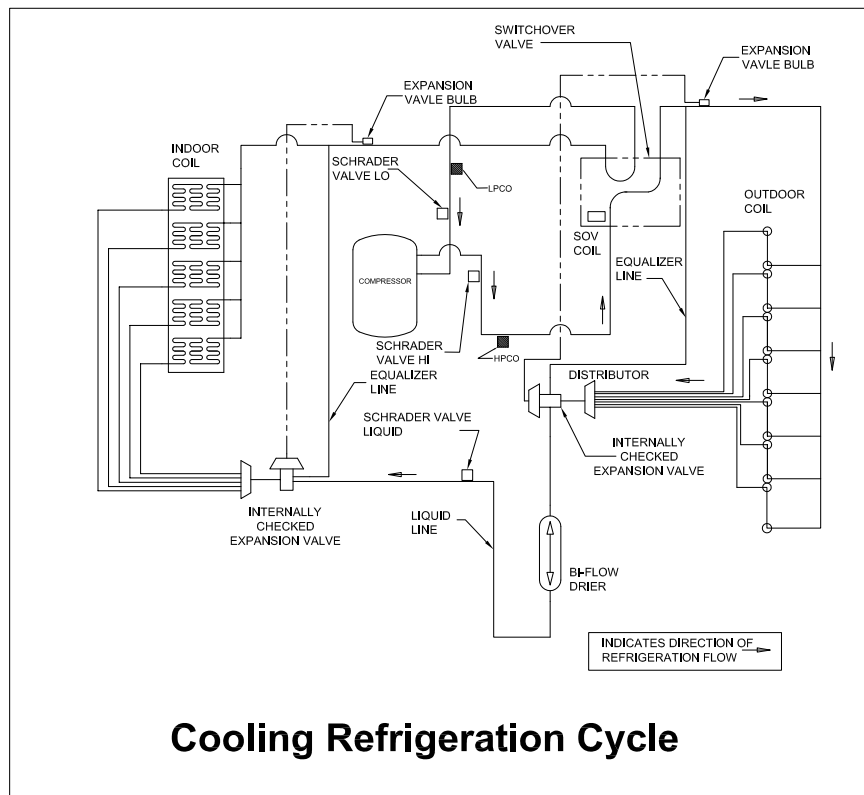 SWITCHOVER
VALVE
EXPANSION
VAVLE BULB
EXPANSION
VAVLE BULB
INDOOR
COIL
SCHRADER
VALVE LO
LPCO
OUTDOOR
COIL
SOV
COIL
EQUALIZER
LINE
COMPRESSOR
SCHRADER
VALVE HI
HPCO
EQUALIZER
LINE
DISTRIBUTOR
SCHRADER VALVE
LIQUID
INTERNALLY
CHECKED
EXPANSION VALVE
INTERNALLY
CHECKED
EXPANSION VALVE
LIQUID
LINE
BI-FLOW
DRIER
INDICATES DIRECTION OF
REFRIGERATION FLOW
Cooling Refrigeration Cycle